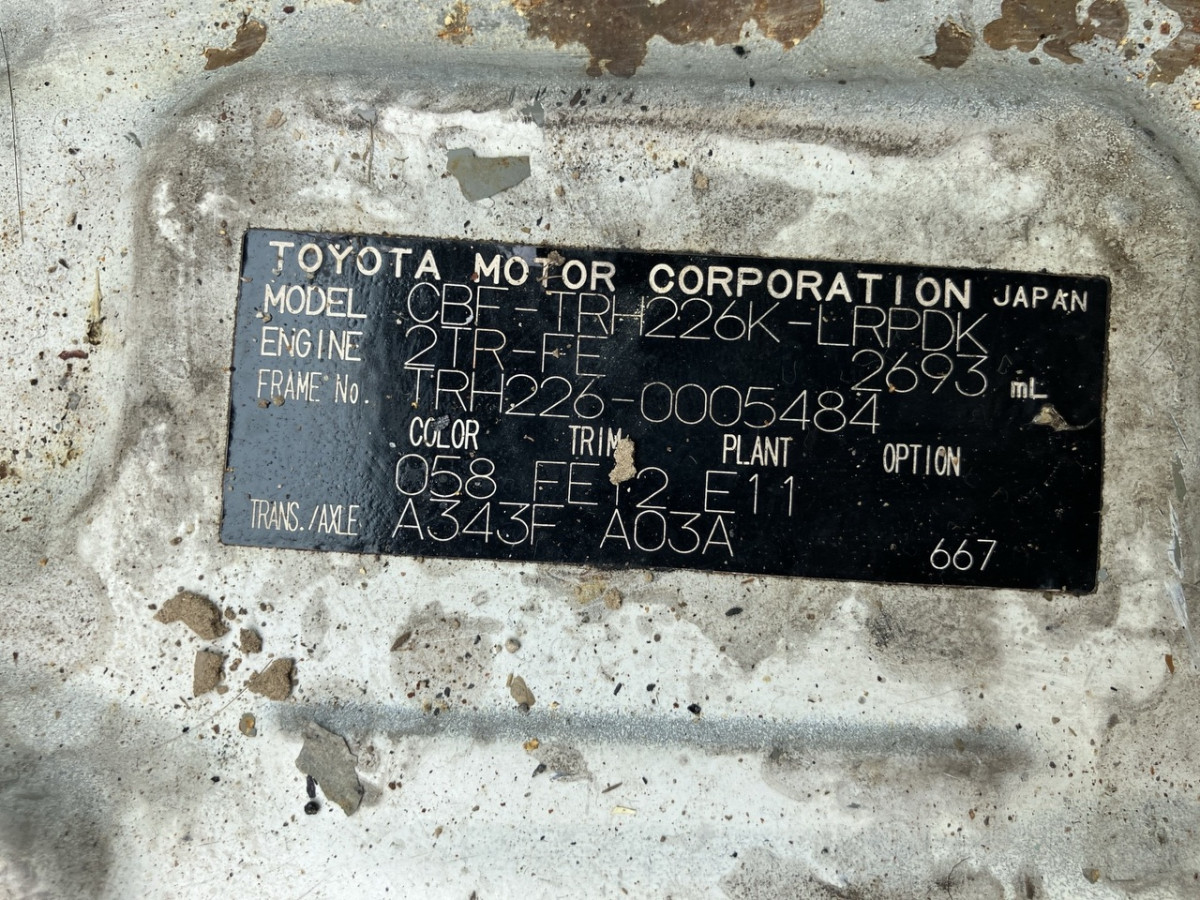 TOYOTA MOTOR CORPORATION JAPAN
MODEL CBF-TRH226K-LRPDK
ENGINE 2TR-FE 2693 mL
FRAME No. TRH226-0005484
COLOR TRIM PLANT OPTION
058 FE12 E11
TRANS./AXLE A343F A03A
667